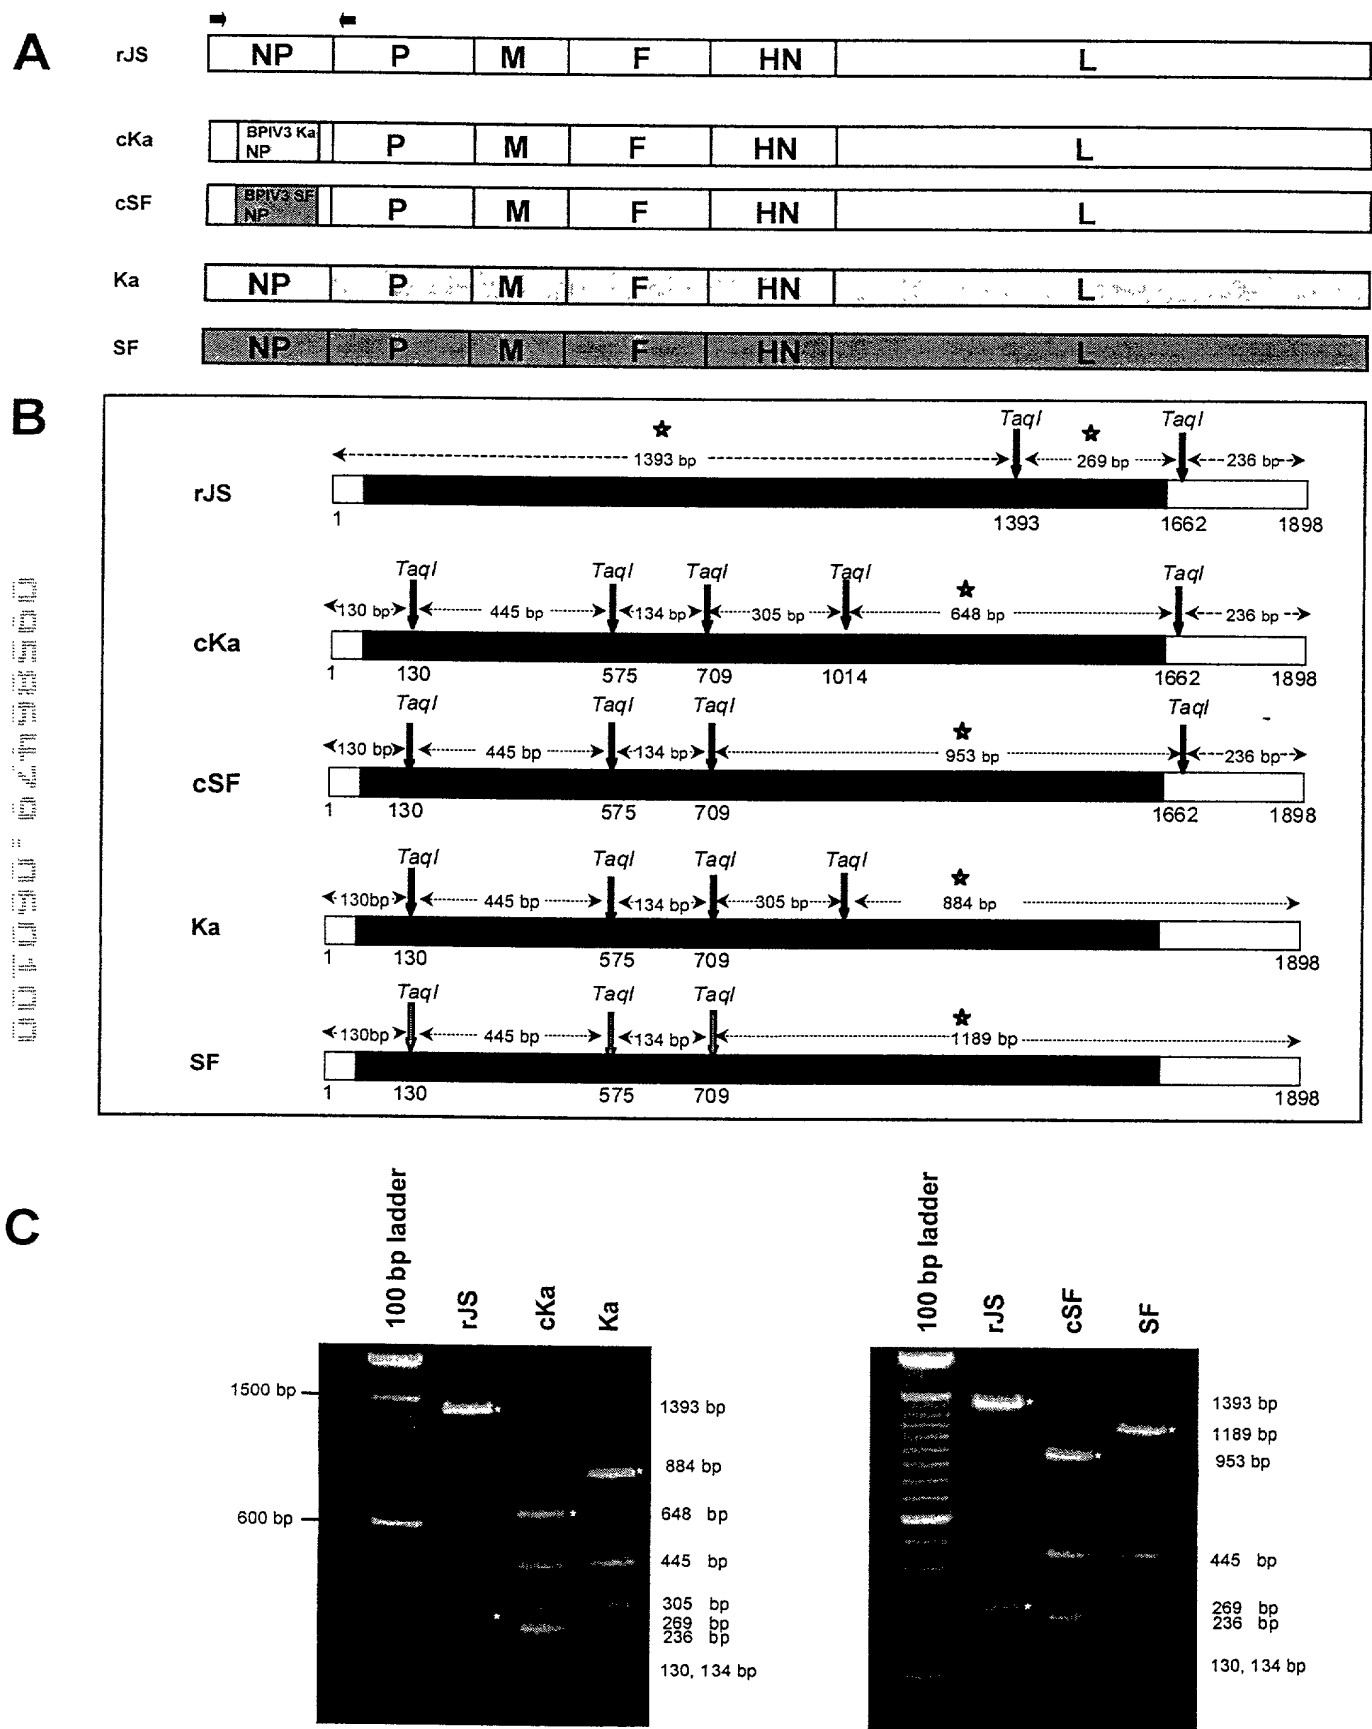 A
rJS NP P M F HN L
cKa BPIV3 Ka NP P M F HN L
cSF BPIV3 SF NP P M F HN L
Ka NP P M F HN L
SF NP P M F HN L
B
TaqI TaqI
1393 bp 269 bp 236 bp
rJS
1 1393 1662 1898
TaqI TaqI TaqI TaqI TaqI
130 bp 445 bp 134 bp 305 bp 648 bp 236 bp
cKa
1 130 575 709 1014 1662 1898
TaqI TaqI TaqI TaqI
130 bp 445 bp 134 bp 953 bp 236 bp
cSF
1 130 575 709 1662 1898
TaqI TaqI TaqI TaqI
130bp 445 bp 134 bp 305 bp 884 bp
Ka
1 130 575 709 1898
TaqI TaqI TaqI
130bp 445 bp 134 bp 1189 bp
SF
1 130 575 709 1898
C
100 bp ladder rJS cKa Ka
1500 bp
600 bp
1393 bp
884 bp
648 bp
445 bp
305 bp
269 bp
236 bp
130, 134 bp
100 bp ladder rJS cSF SF
1393 bp
1189 bp
953 bp
445 bp
269 bp
236 bp
130, 134 bp